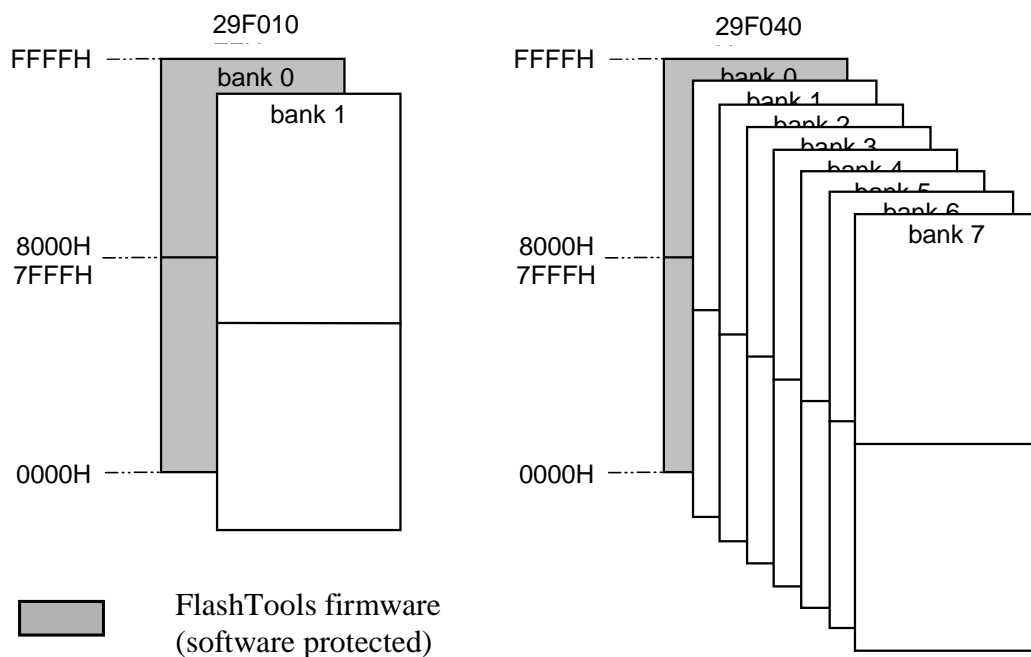 29F010
FFFFH
bank 0
bank 1
8000H
7FFFH
0000H
29F040
FFFFH
bank 0
bank 1
bank 2
bank 3
bank 4
bank 5
bank 6
bank 7
8000H
7FFFH
0000H
FlashTools firmware
(software protected)